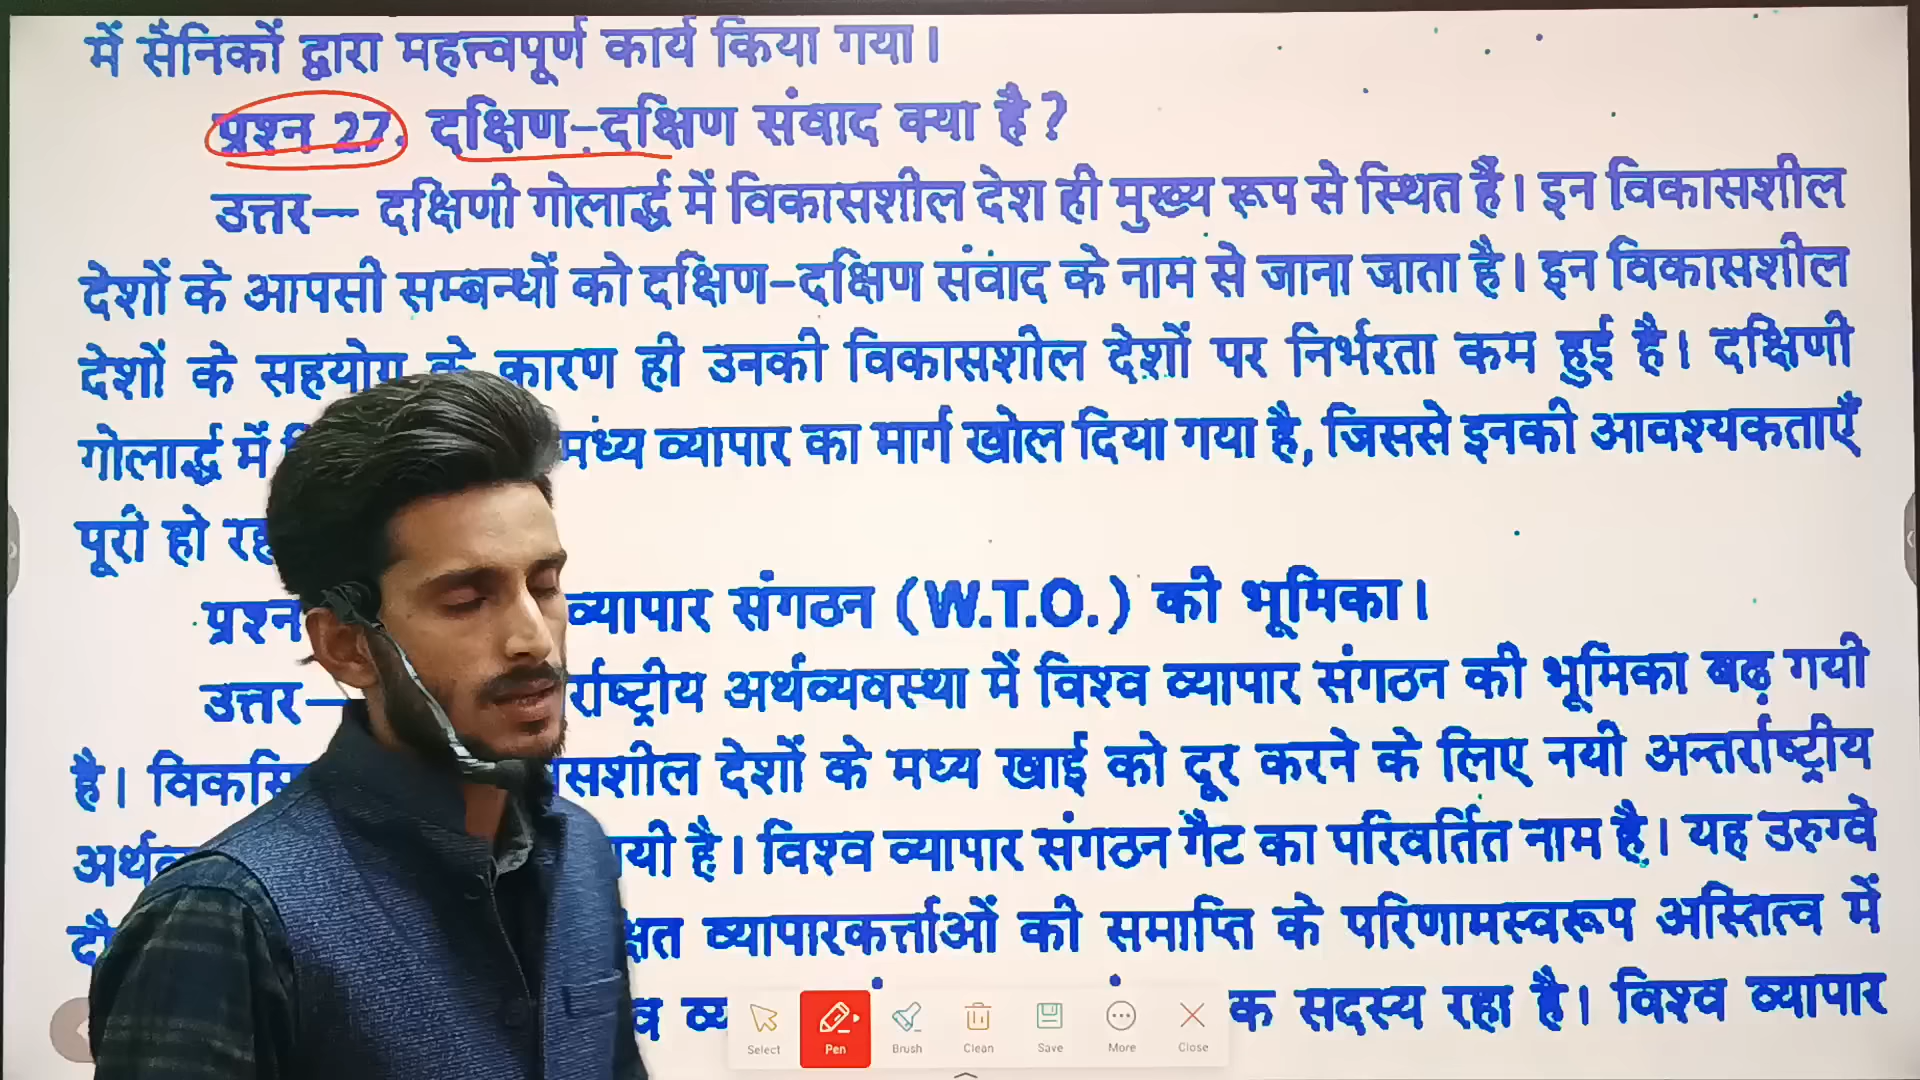 में सैनिकों द्वारा महत्त्वपूर्ण कार्य किया गया।
प्रश्न 27. दक्षिण-दक्षिण संवाद क्या है?
उत्तर— दक्षिणी गोलार्द्ध में विकासशील देश ही मुख्य रूप से स्थित हैं। इन विकासशील
देशों के आपसी सम्बन्धों को दक्षिण-दक्षिण संवाद के नाम से जाना जाता है। इन विकासशील
देशों के सहयोग के कारण ही उनकी विकासशील देशों पर निर्भरता कम हुई है। दक्षिणी
गोलार्द्ध में मध्य व्यापार का मार्ग खोल दिया गया है, जिससे इनकी आवश्यकताएँ
पूरी हो
प्रश्न व्यापार संगठन (W.T.O.) की भूमिका।
उत्तर— अर्थव्यवस्था में विश्व व्यापार संगठन की भूमिका बढ़ गयी
है। देशों के मध्य खाई को दूर करने के लिए नयी अन्तर्राष्ट्रीय
है। विश्व व्यापार संगठन गैट का परिवर्तित नाम है। यह उरुग्वे
व्यापारकर्त्ताओं की समाप्ति के परिणामस्वरूप अस्तित्व में
सदस्य रहा है। विश्व व्यापार
Select Pen Brush Clean Save More Close